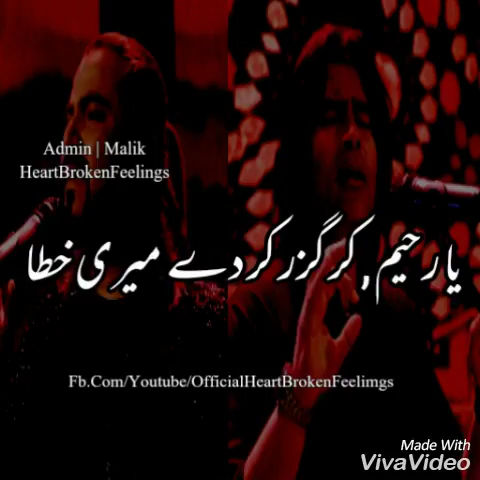 Admin | Malik
HeartBrokenFeelings
یا رحیم, کر گزر کر دے میری خطا
Fb.Com/Youtube/OfficialHeartBrokenFeelimgs
Made With
VivaVideo